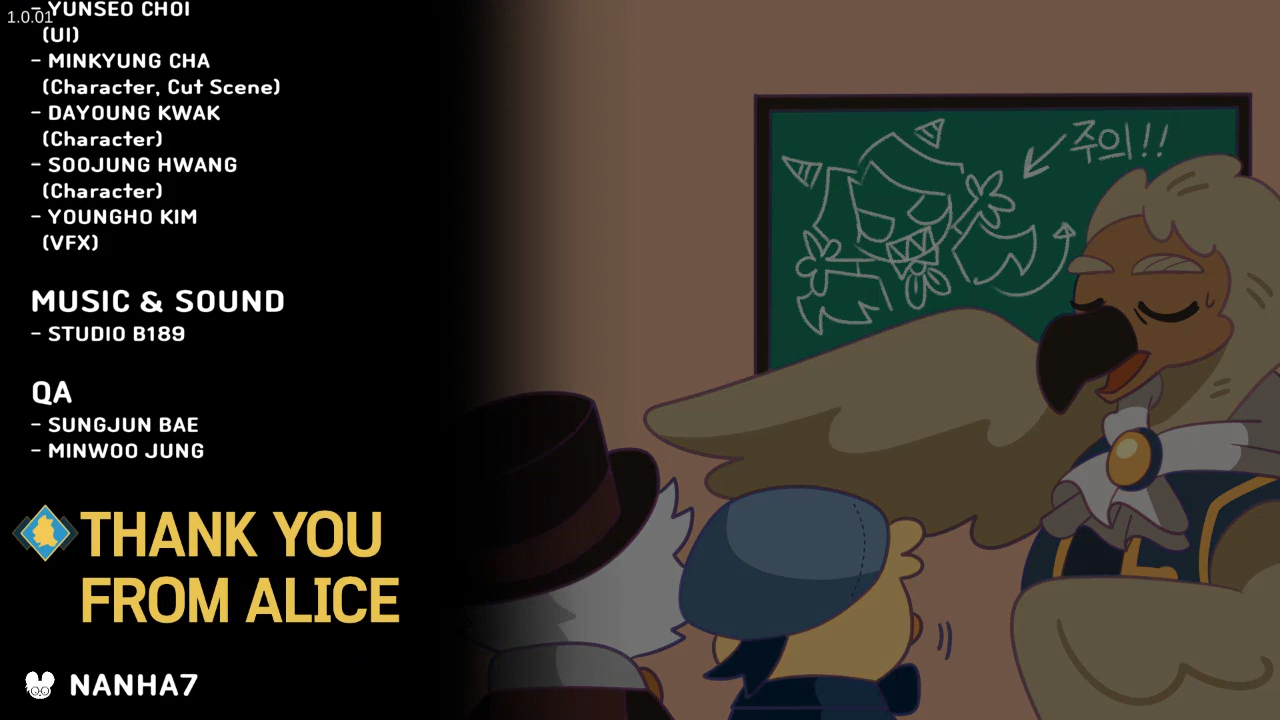 1.0.01
- YUNSEO CHOI
(UI)
- MINKYUNG CHA
(Character, Cut Scene)
- DAYOUNG KWAK
(Character)
- SOOJUNG HWANG
(Character)
- YOUNGHO KIM
(VFX)
MUSIC & SOUND
- STUDIO B189
QA
- SUNGJUN BAE
- MINWOO JUNG
THANK YOU
FROM ALICE
NANHA7
주의!!